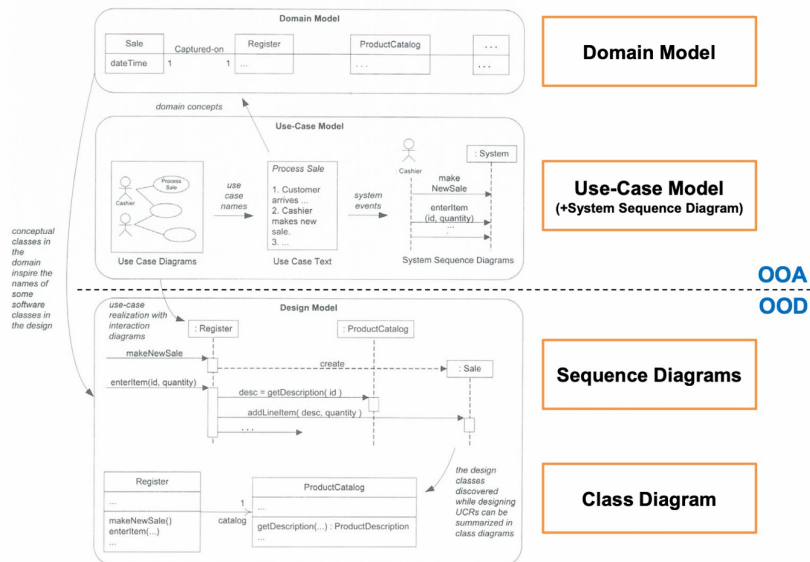 Domain Model
Sale
Captured-on
Register
ProductCatalog
...
dateTime
1
1
...
...
...
domain concepts
Domain Model
Use-Case Model
Cashier
Process
Sale
Cashier
Use Case Diagrams
use
case
names
Process Sale
1. Customer
arrives ...
2. Cashier
makes new
sale.
3. ...
Use Case Text
system
events
: Cashier
: System
make
NewSale
enterItem
(id, quantity)
...
System Sequence Diagrams
Use-Case Model
(+System Sequence Diagram)
conceptual
classes in
the
domain
inspire the
names of
some
software
classes in
the design
OOA
OOD
Design Model
use-case
realization with
interaction
diagrams
: Register
: ProductCatalog
makeNewSale
create
: Sale
enterItem(id, quantity)
desc = getDescription( id )
addLineItem( desc, quantity )
...
Sequence Diagrams
Register
...
makeNewSale()
enterItem(...)
...
1
catalog
ProductCatalog
...
getDescription(...) : ProductDescription
...
the design
classes
discovered
while designing
UCRs can be
summarized in
class diagrams
Class Diagram